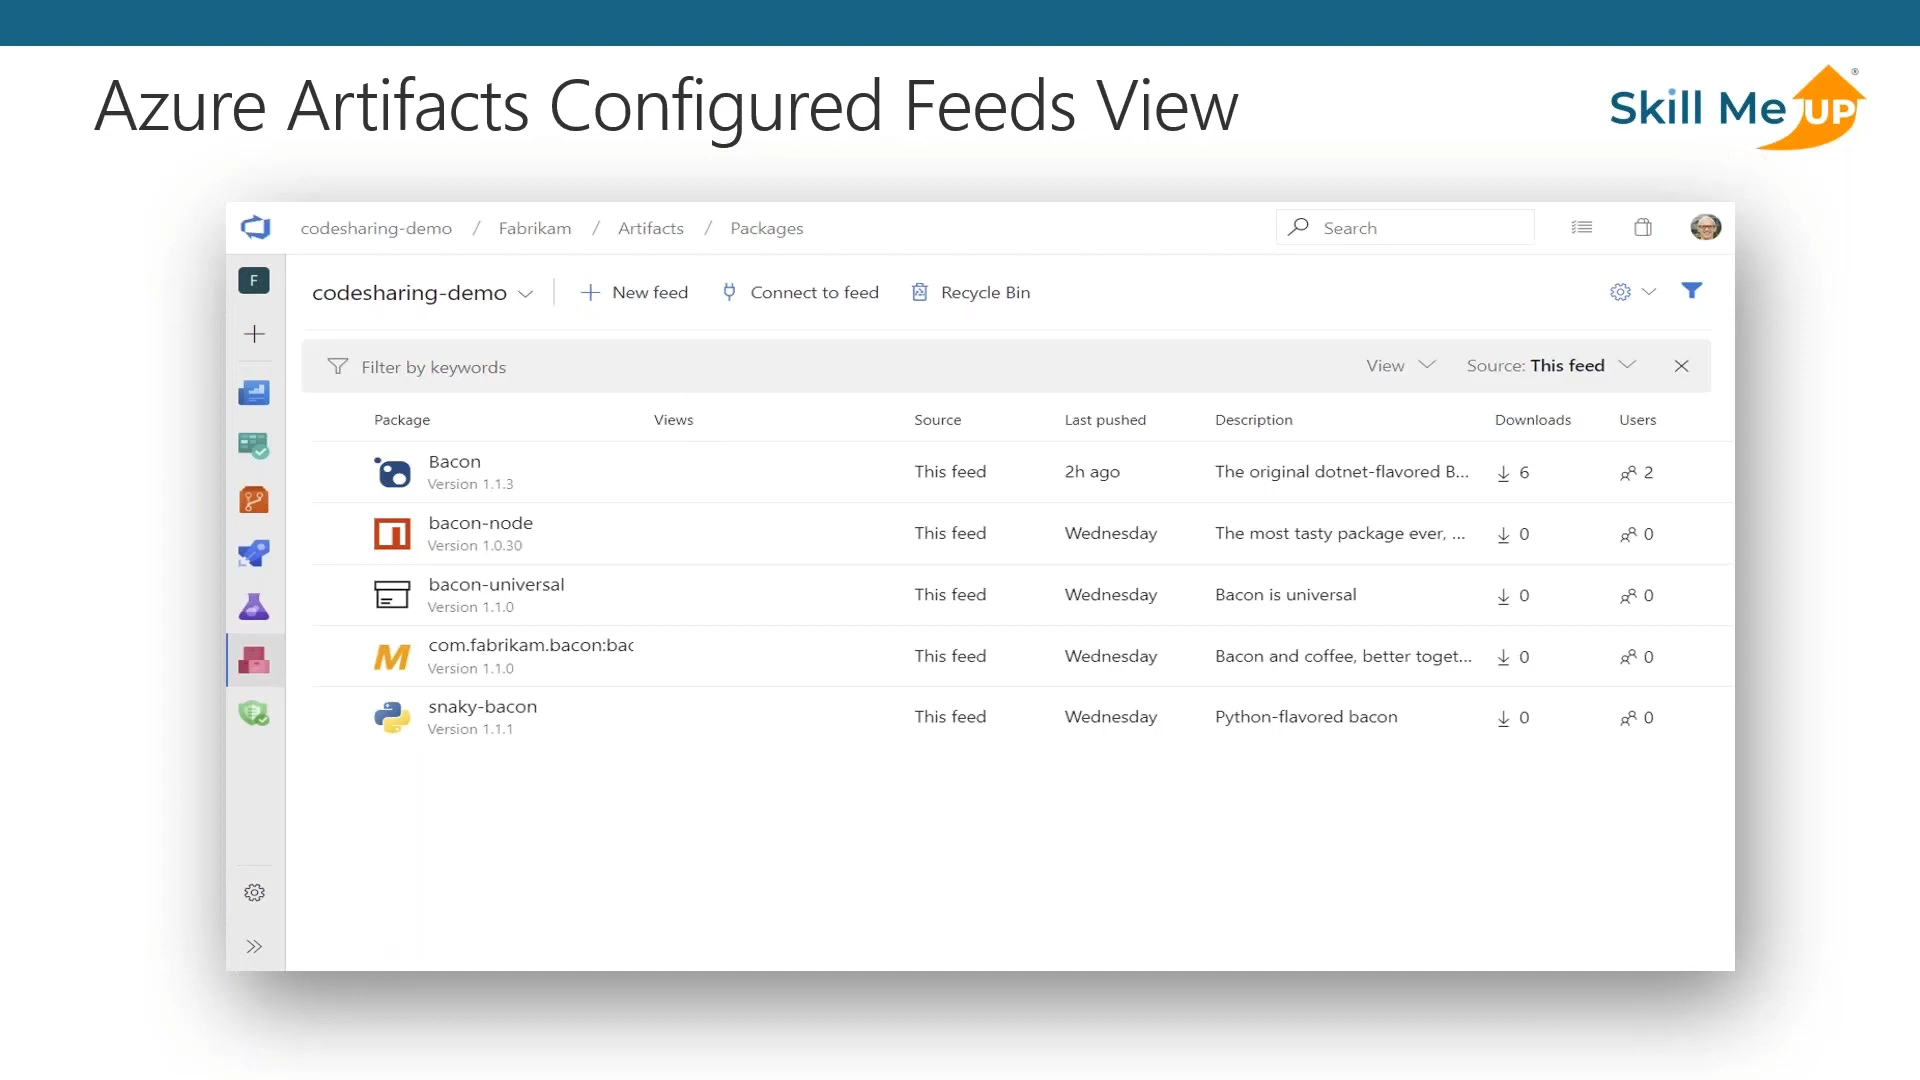 Azure Artifacts Configured Feeds View
Skill Me UP ®
codesharing-demo / Fabrikam / Artifacts / Packages
Search
F
codesharing-demo
New feed
Connect to feed
Recycle Bin
Filter by keywords
View
Source: This feed
Package Views Source Last pushed Description Downloads Users
Bacon This feed 2h ago The original dotnet-flavored B... 6 2
Version 1.1.3
bacon-node This feed Wednesday The most tasty package ever, ... 0 0
Version 1.0.30
bacon-universal This feed Wednesday Bacon is universal 0 0
Version 1.1.0
com.fabrikam.bacon:bac This feed Wednesday Bacon and coffee, better toget... 0 0
Version 1.1.0
snaky-bacon This feed Wednesday Python-flavored bacon 0 0
Version 1.1.1